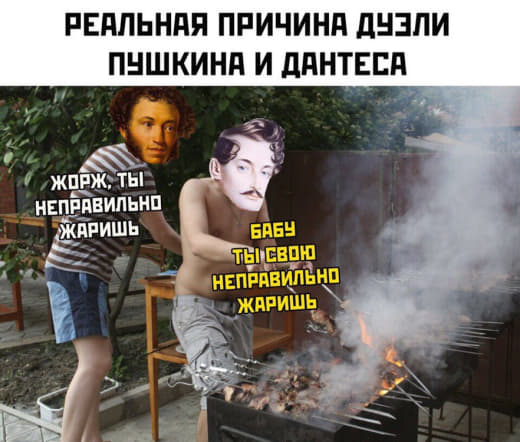 РЕАЛЬНАЯ ПРИЧИНА ДУЭЛИ
ПУШКИНА И ДАНТЕСА
ЖОРЖ, ТЫ
НЕПРАВИЛЬНО
ЖАРИШЬ
БАБУ
ТЫ СВОЮ
НЕПРАВИЛЬНО
ЖАРИШЬ